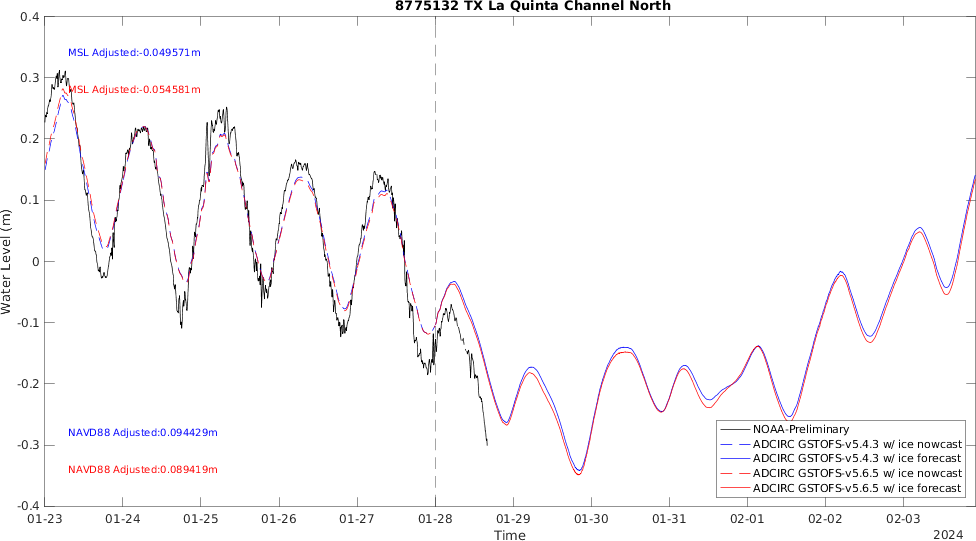 8775132 TX La Quinta Channel North
0.4
0.3
0.2
0.1
0
-0.1
-0.2
-0.3
-0.4
Water Level (m)
MSL Adjusted:-0.049571m
MSL Adjusted:-0.054581m
NAVD88 Adjusted:0.094429m
NAVD88 Adjusted:0.089419m
NOAA-Preliminary
ADCIRC GSTOFS-v5.4.3 w/ ice nowcast
ADCIRC GSTOFS-v5.4.3 w/ ice forecast
ADCIRC GSTOFS-v5.6.5 w/ ice nowcast
ADCIRC GSTOFS-v5.6.5 w/ ice forecast
01-23 01-24 01-25 01-26 01-27 01-28 01-29 01-30 01-31 02-01 02-02 02-03
Time
2024